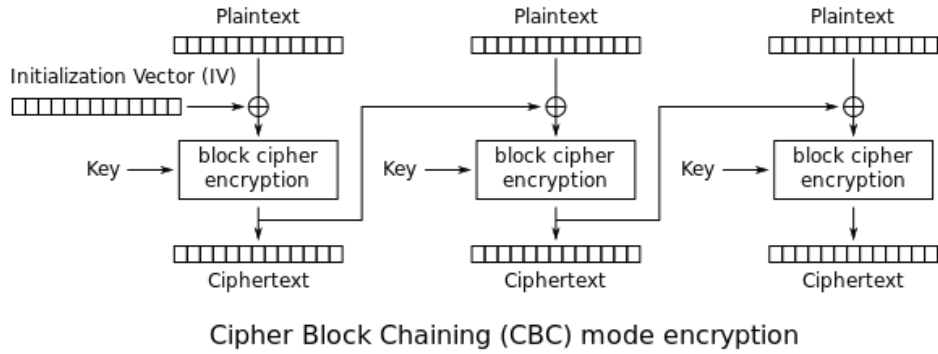 Plaintext
Plaintext
Plaintext
Initialization Vector (IV)
Key
block cipher
encryption
Key
block cipher
encryption
Key
block cipher
encryption
Ciphertext
Ciphertext
Ciphertext
Cipher Block Chaining (CBC) mode encryption